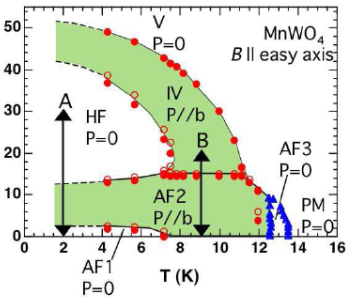 V
P=0
MnWO₄
B || easy axis
50
40
30
20
10
0
A
HF
P=0
IV
P//b
B
AF3
P=0
AF2
P//b
PM
P=0
0 2 4 6 8 10 12 14 16
AF1
P=0
T (K)